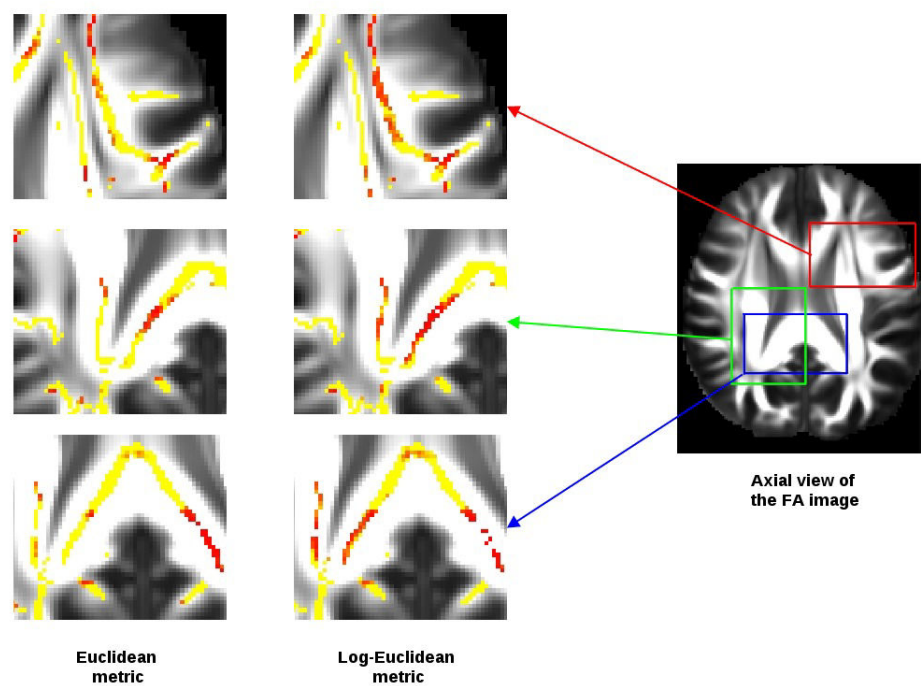 Axial view of
the FA image
Euclidean
metric
Log-Euclidean
metric